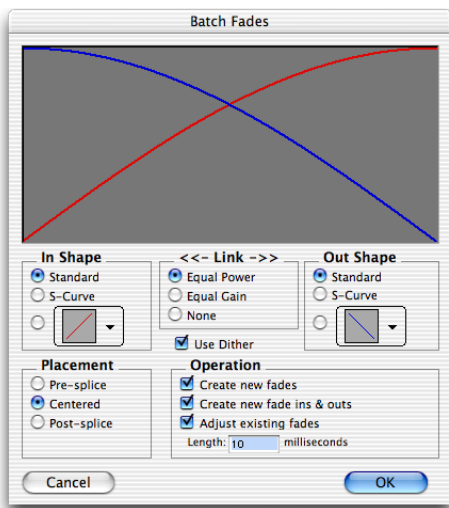 Batch Fades
In Shape
Standard
S-Curve
<<- Link ->>
Equal Power
Equal Gain
None
Use Dither
Out Shape
Standard
S-Curve
Placement
Pre-splice
Centered
Post-splice
Operation
Create new fades
Create new fade ins & outs
Adjust existing fades
Length: 10 milliseconds
Cancel
OK